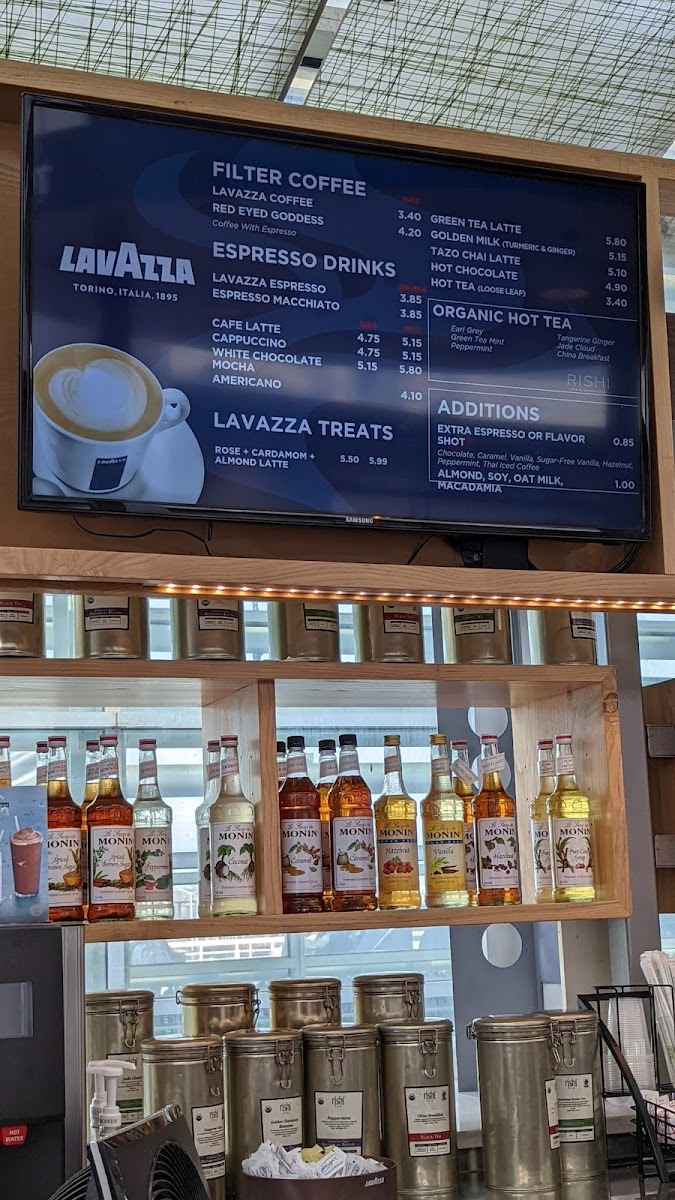 LAVAZZA
TORINO, ITALIA, 1895
FILTER COFFEE
LAVAZZA COFFEE 3.40
RED EYED GODDESS 4.20
Coffee With Espresso
ESPRESSO DRINKS
LAVAZZA ESPRESSO 3.85
ESPRESSO MACCHIATO 3.85
CAFE LATTE 4.75 5.15
CAPPUCCINO 4.75 5.15
WHITE CHOCOLATE 5.15 5.80
MOCHA
AMERICANO 4.10
LAVAZZA TREATS
ROSE + CARDAMOM + 5.50 5.99
ALMOND LATTE
GREEN TEA LATTE 5.80
GOLDEN MILK (TURMERIC & GINGER) 5.15
TAZO CHAI LATTE 5.10
HOT CHOCOLATE 4.90
HOT TEA (LOOSE LEAF) 3.40
ORGANIC HOT TEA
Earl Grey
Green Tea Mint
Peppermint
Tangerine Ginger
Jade Cloud
China Breakfast
RISHI
ADDITIONS
EXTRA ESPRESSO OR FLAVOR 0.85
SHOT
Chocolate, Caramel, Vanilla, Sugar-Free Vanilla, Hazelnut,
Peppermint, Thai Iced Coffee
ALMOND, SOY, OAT MILK, 1.00
MACADAMIA
SAMSUNG
MONIN
Spiced
Brown Sugar
MONIN
Spiced
Brown Sugar
MONIN
Peppermint
MONIN
Coconut
MONIN
Caramel
MONIN
Caramel
MONIN
Hazelnut
MONIN
Vanilla
MONIN
Hazelnut
MONIN
HOT
WATER
rishi
Peppermint
rishi
China Breakfast
BLACK TEA
rishi
LAVAZZA